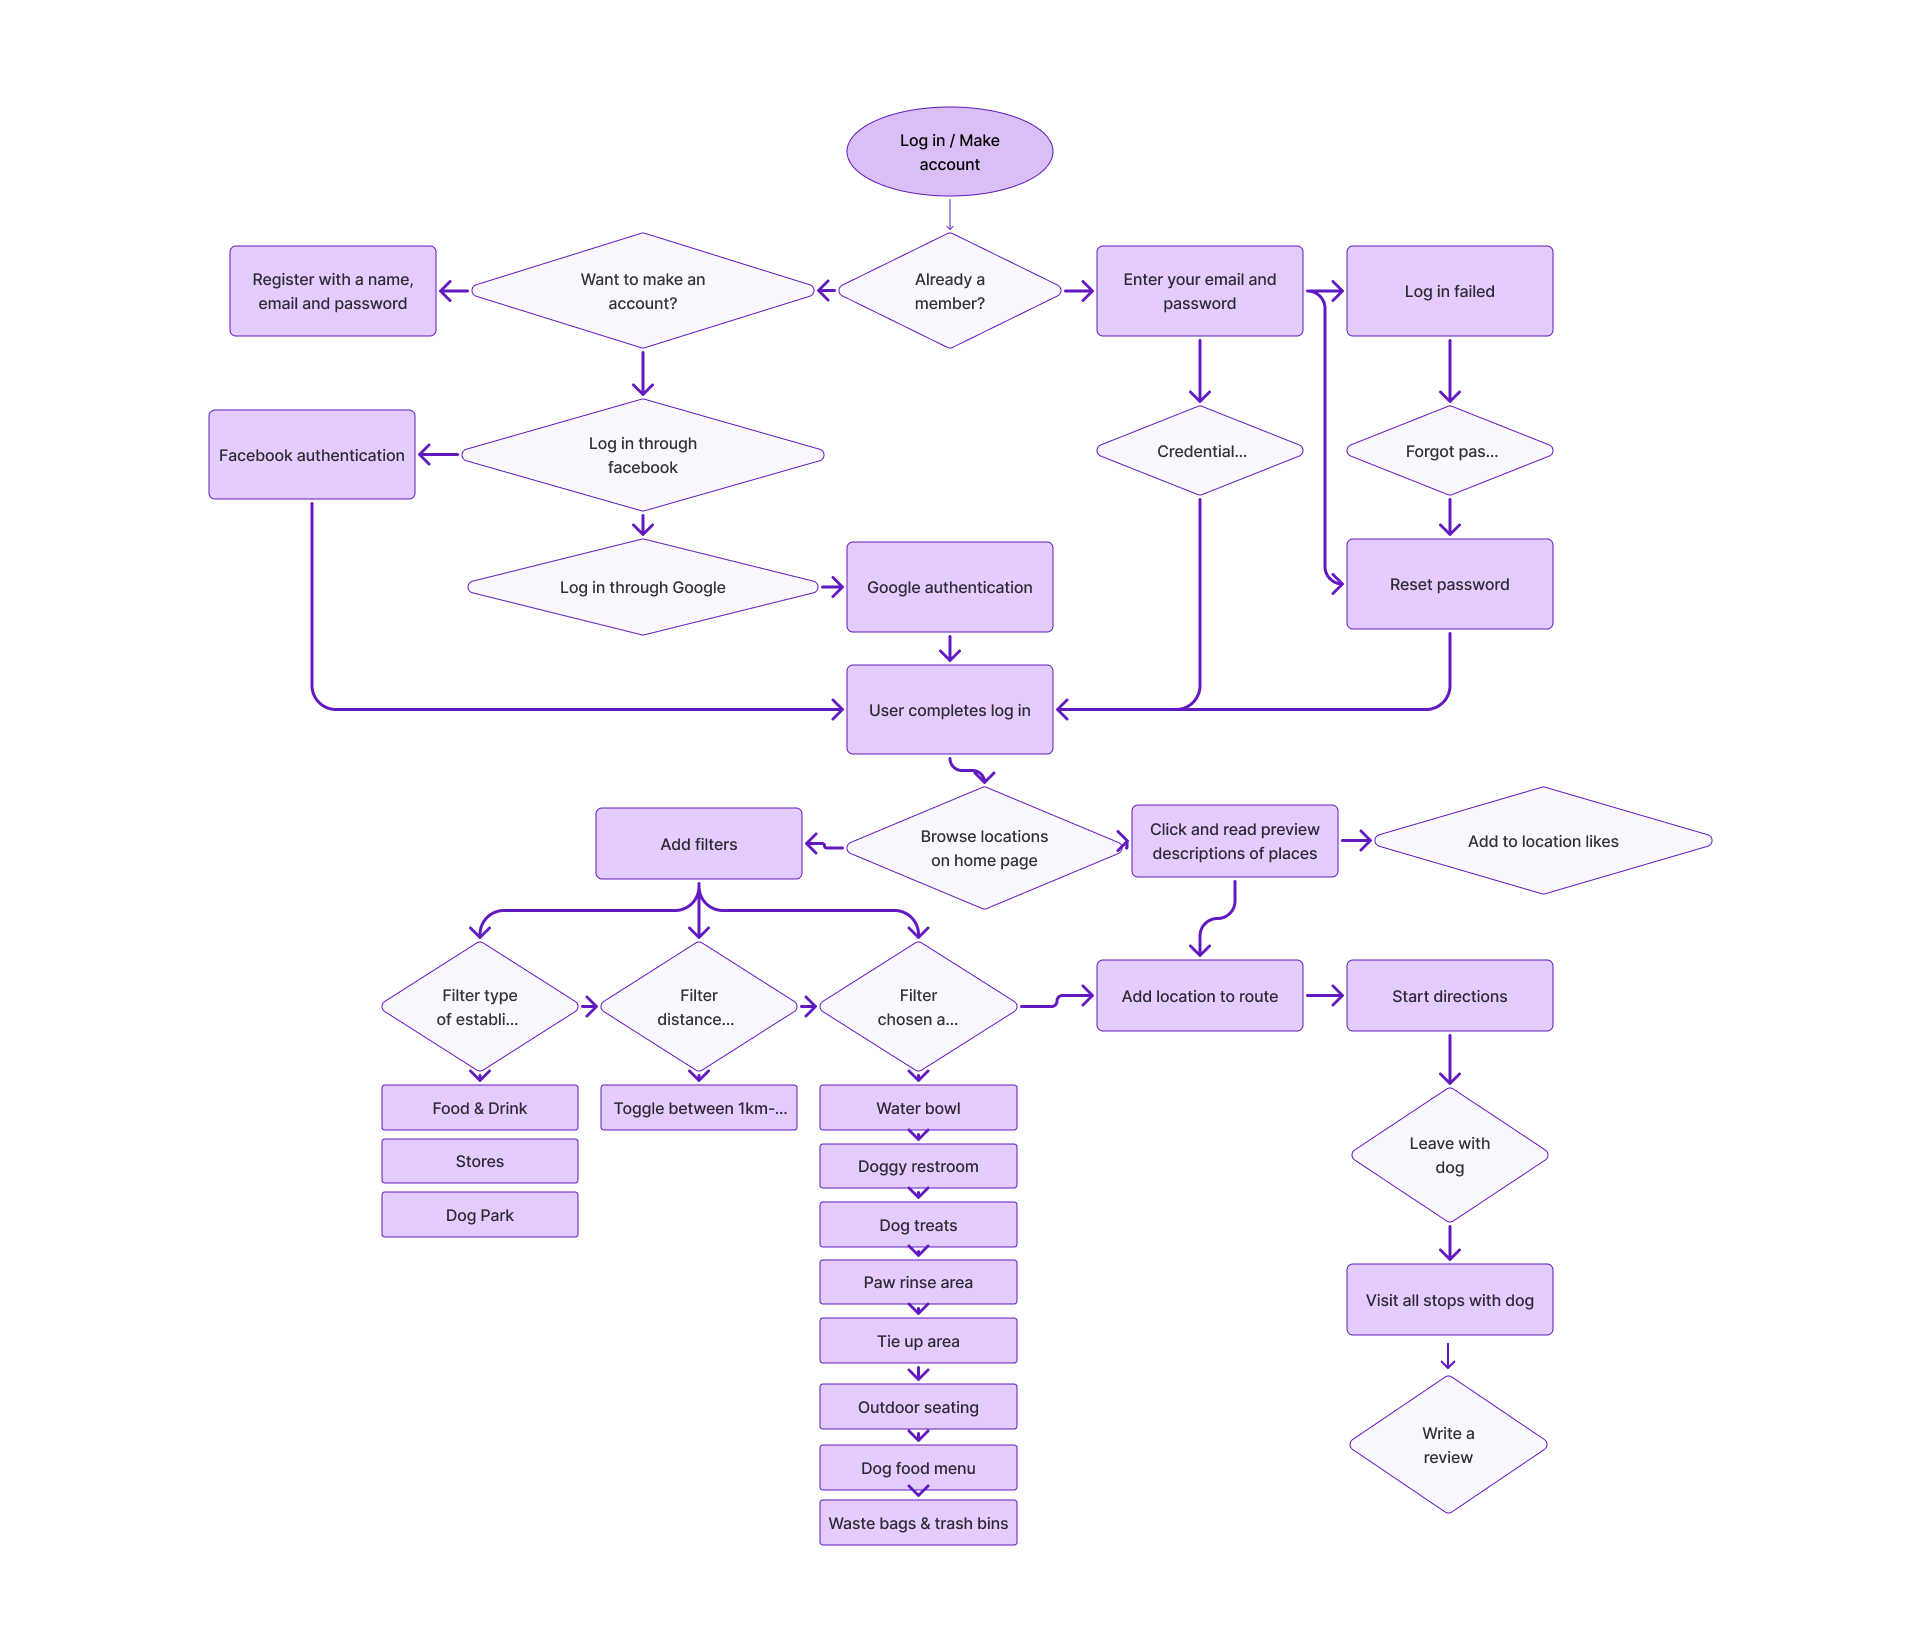 Log in / Make
account
Register with a name,
email and password
Want to make an
account?
Already a
member?
Enter your email and
password
Log in failed
Facebook authentication
Log in through
facebook
Credential...
Forgot pas...
Log in through Google
Google authentication
Reset password
User completes log in
Add filters
Browse locations
on home page
Click and read preview
descriptions of places
Add to location likes
Filter type
of establi...
Filter
distance...
Filter
chosen a...
Add location to route
Start directions
Food & Drink
Stores
Dog Park
Toggle between 1km-...
Water bowl
Doggy restroom
Dog treats
Paw rinse area
Tie up area
Outdoor seating
Dog food menu
Waste bags & trash bins
Leave with
dog
Visit all stops with dog
Write a
review